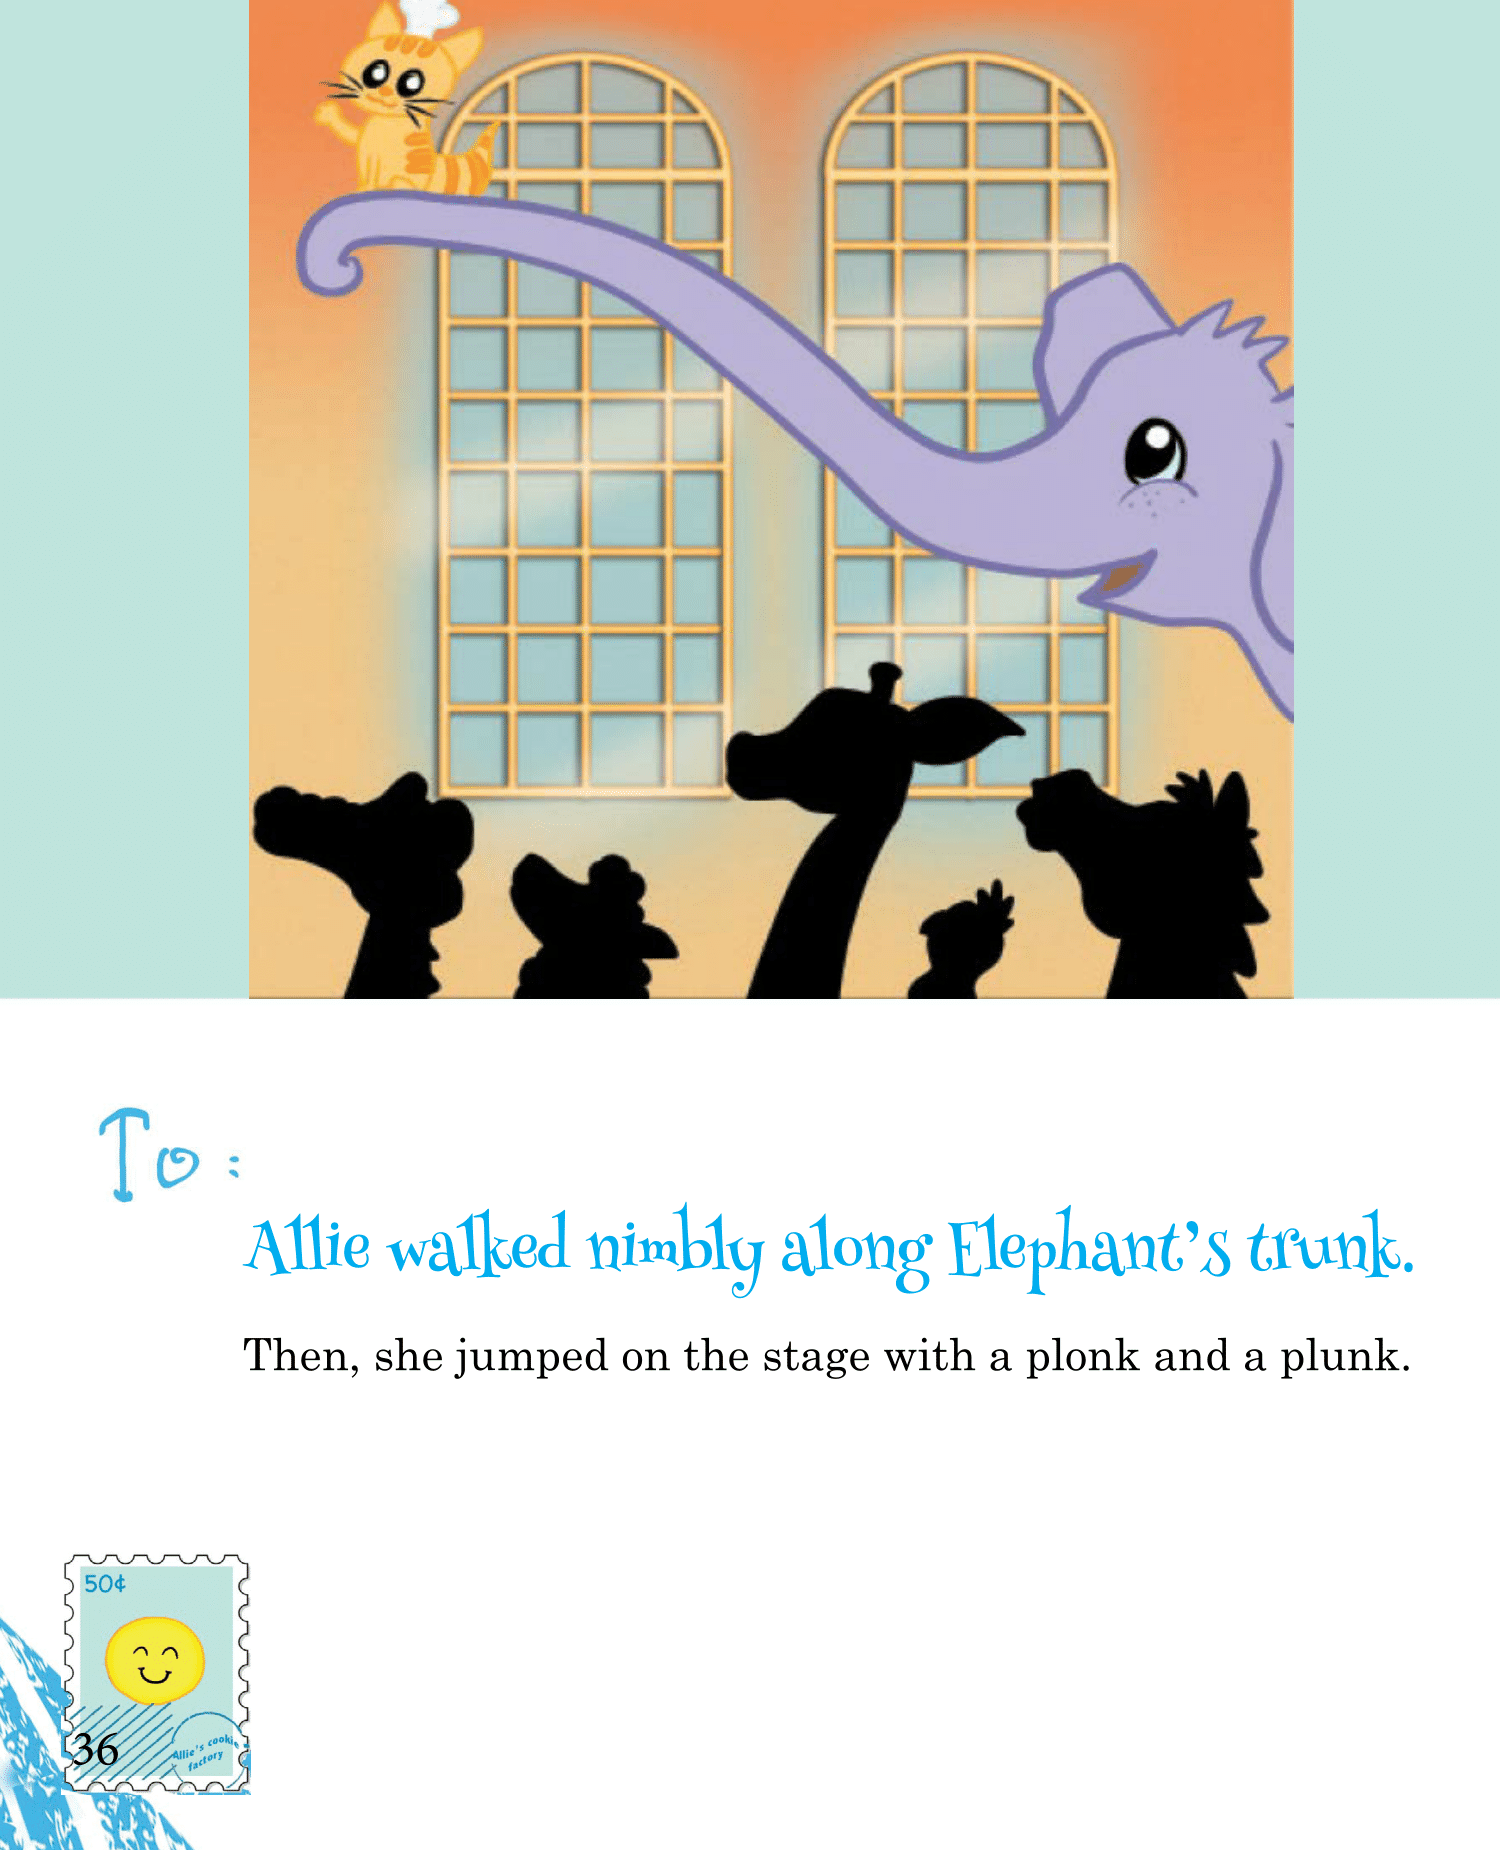 To:
Allie walked nimbly along Elephant's trunk.
Then, she jumped on the stage with a plonk and a plunk.
50¢
36
Allie's cookie
factory